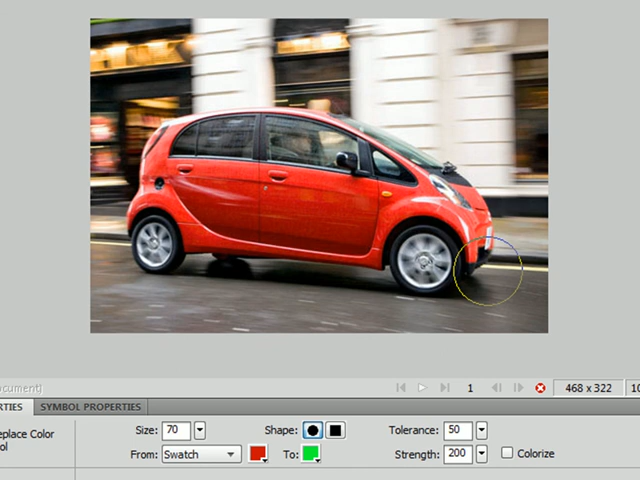 ocument)
1
468 x 322
10
RTIES
SYMBOL PROPERTIES
eplace Color
ol
Size: 70
Shape:
Tolerance: 50
From: Swatch
To:
Strength: 200
Colorize